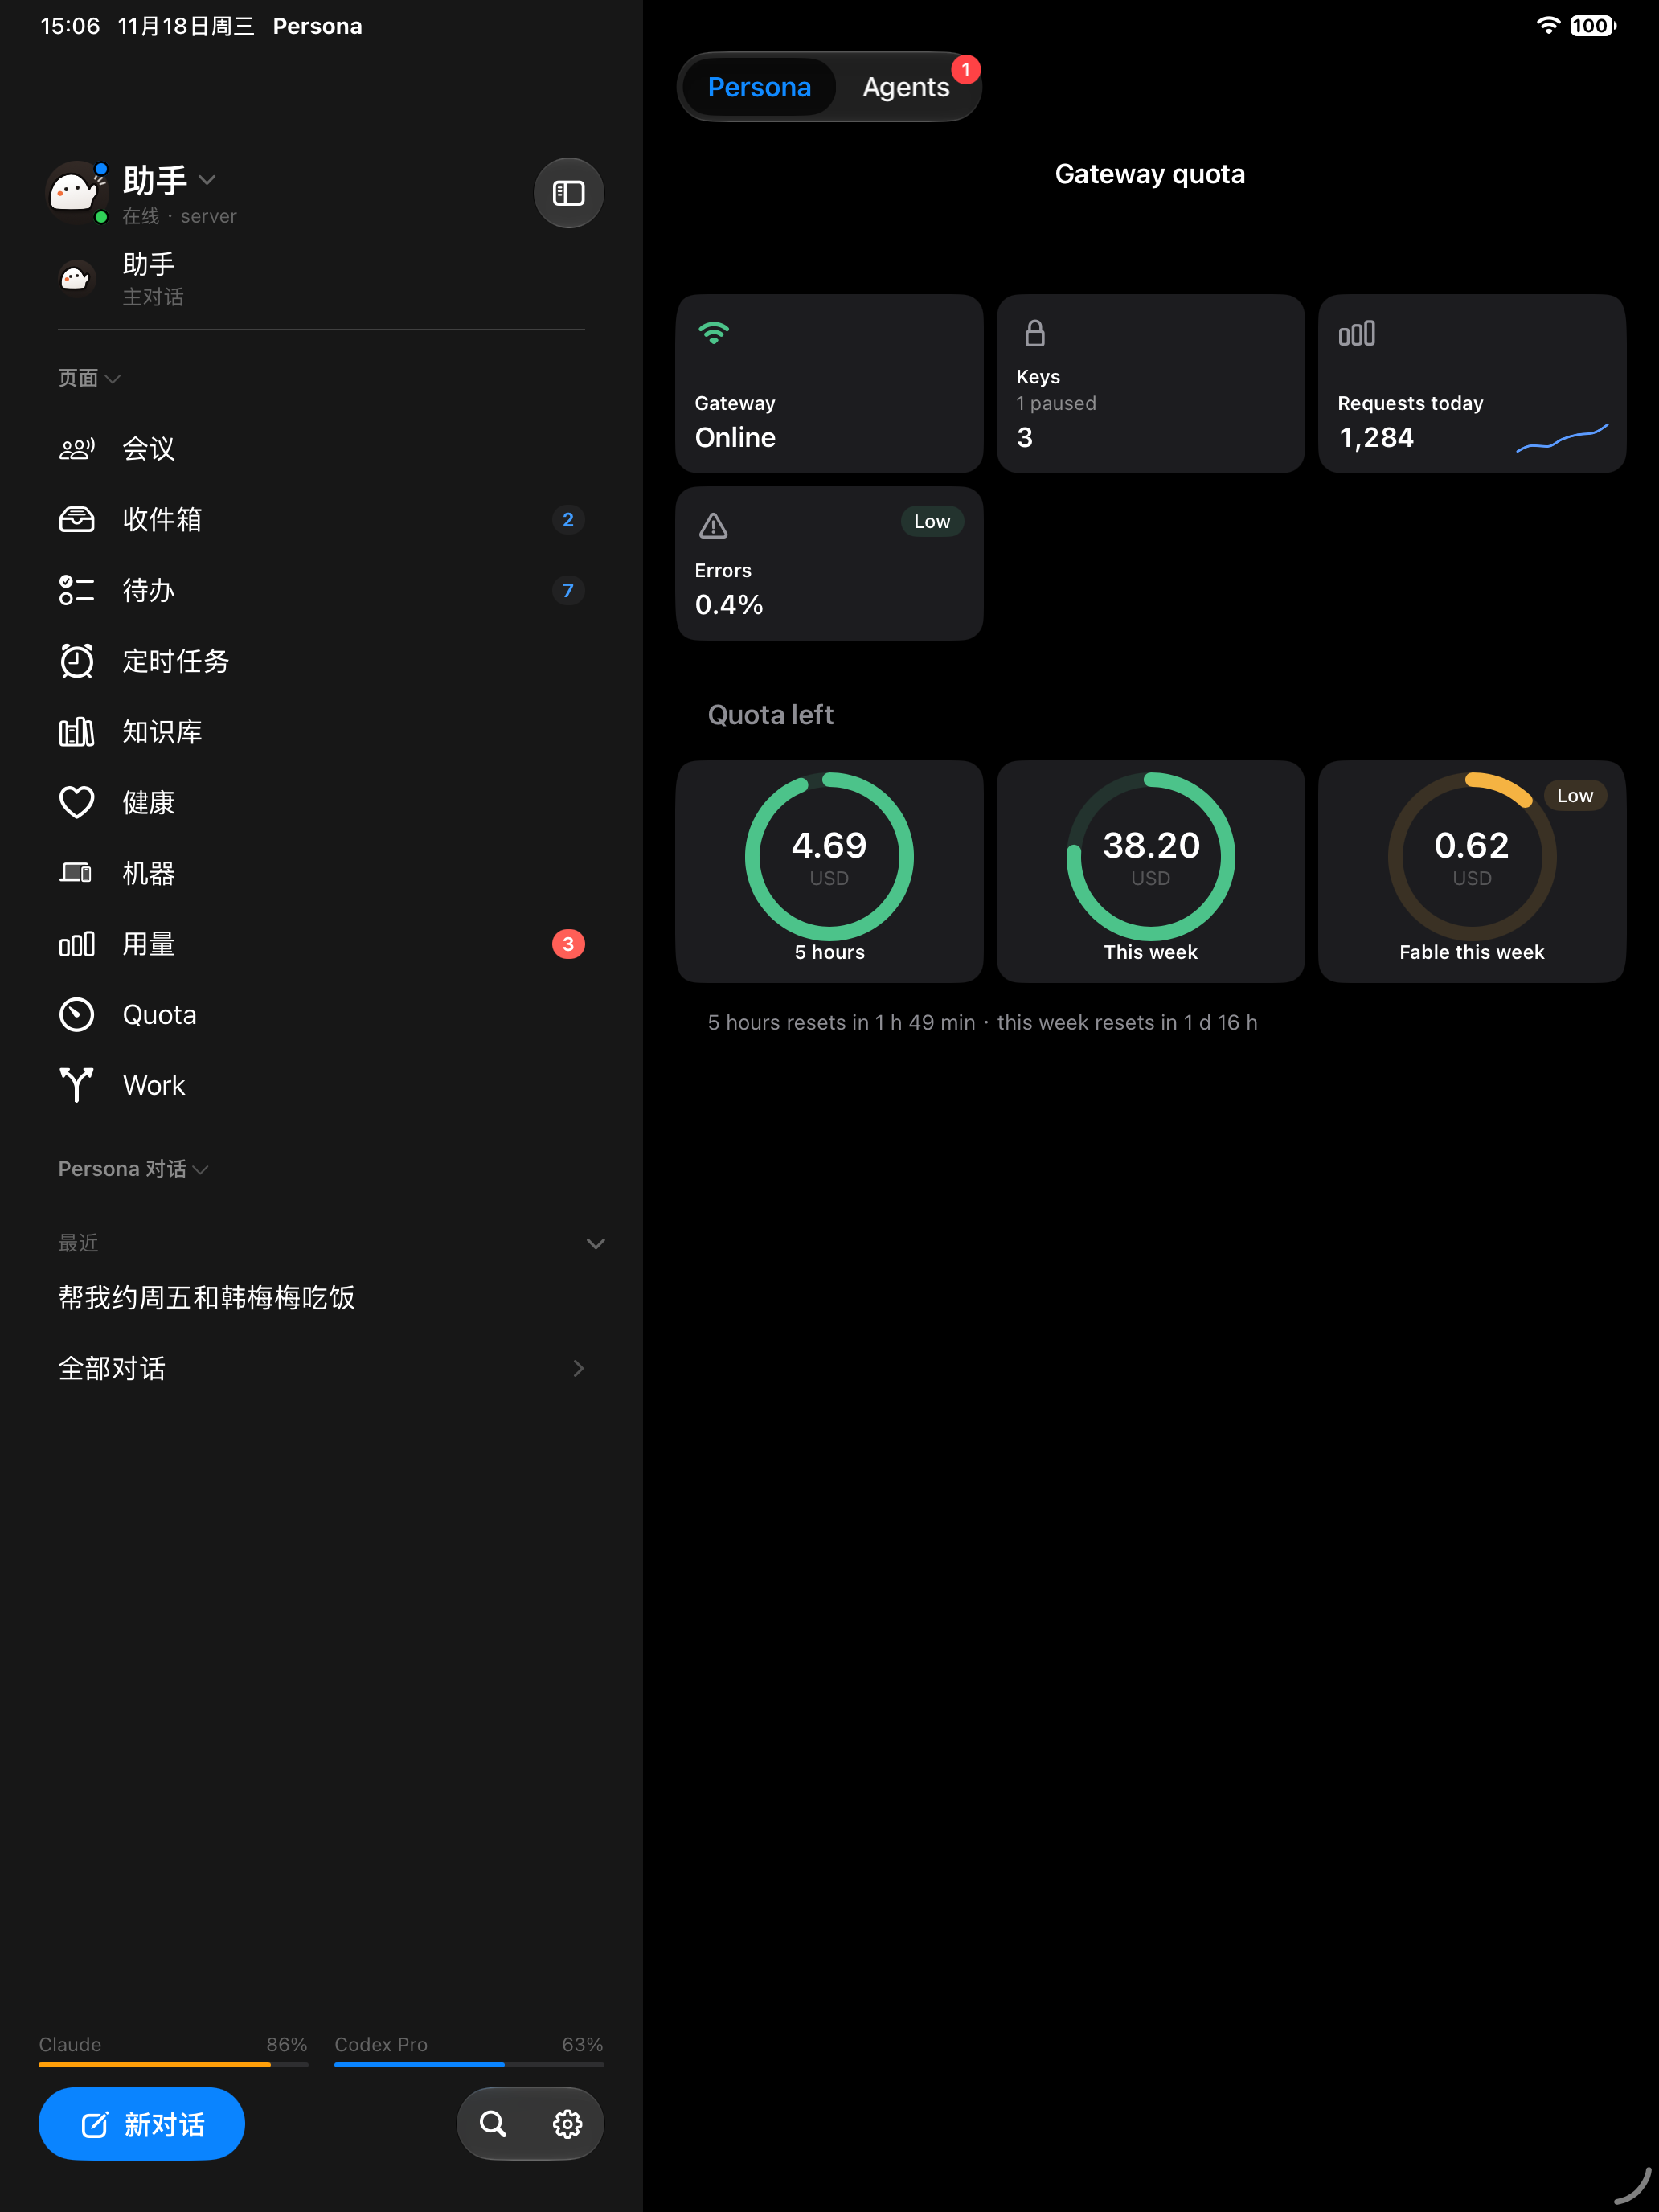 15:06 11月18日周三 Persona
100
助手
在线 · server
助手
主对话
页面
会议
收件箱 2
待办 7
定时任务
知识库
健康
机器
用量 3
Quota
Work
Persona 对话
最近
帮我约周五和韩梅梅吃饭
全部对话
Claude 86% Codex Pro 63%
新对话
Persona Agents 1
Gateway quota
Gateway
Online
Keys
1 paused
3
Requests today
1,284
Low
Errors
0.4%
Quota left
4.69
USD
5 hours
38.20
USD
This week
Low
0.62
USD
Fable this week
5 hours resets in 1 h 49 min · this week resets in 1 d 16 h